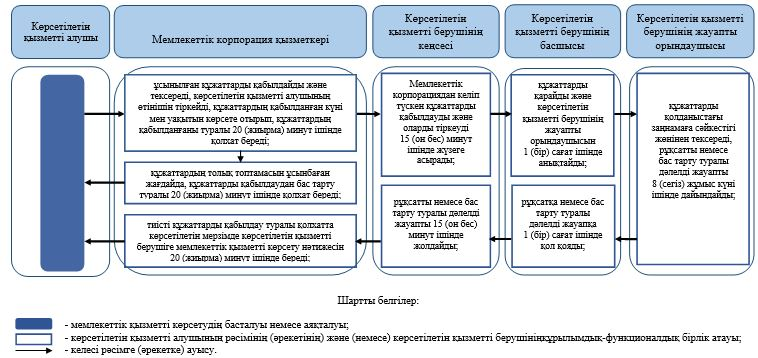 Көрсетілетін
қызметті алушы
Мемлекеттік корпорация қызметкері
Көрсетілетін
қызметті берушінің
кеңсесі
Көрсетілетін
қызметті берушінің
басшысы
Көрсетілетін қызметті
берушінің жауапты
орындаушысы
ұсынылған құжаттарды қабылдайды және
тексереді, көрсетілетін қызметті алушының
өтінішін тіркейді, құжаттардың қабылданған күні
мен уақытын көрсете отырып, құжаттардың
қабылданғаны туралы 20 (жиырма) минут ішінде
қолхат береді;
құжаттардың толық топтамасын ұсынбаған
жағдайда, құжаттарды қабылдаудан бас тарту
туралы 20 (жиырма) минут ішінде қолхат береді;
тиісті құжаттарды қабылдау туралы қолхатта
көрсетілетін мерзімде көрсетілетін қызметті
берушіге мемлекеттік қызметті көрсету нәтижесін
20 (жиырма) минут ішінде береді;
Мемлекеттік
корпорациядан келіп
түскен құжаттарды
қабылдауды және
оларды тіркеуді
15 (он бес) минут
ішінде жүзеге
асырады;
рұқсатты немесе бас
тарту туралы дәлелді
жауапты 15 (он бес)
минут ішінде
жолдайды;
құжаттарды
қарайды және
көрсетілетін
қызметті берушінің
жауапты
орындаушысын
1 (бір) сағат ішінде
анықтайды;
рұқсатқа немесе бас
тарту туралы
дәлелді жауапқа
1 (бір) сағат ішінде
қол қояды;
құжаттарды
қолданыстағы
заңнамаға сәйкестігі
жөнінен тексереді,
рұқсатты немесе
бас тарту туралы
дәлелді жауапты
8 (сегіз) жұмыс күні
ішінде дайындайды;
Шартты белгілер:
- мемлекеттік қызметті көрсетудің басталуы немесе аяқталуы;
- көрсетілетін қызметті алушының рәсімінің (әрекетінің) және (немесе) көрсетілетін қызметті берушініңқұрылымдық-функционалдық бірлік атауы;
- келесі рәсімге (әрекетке) ауысу.